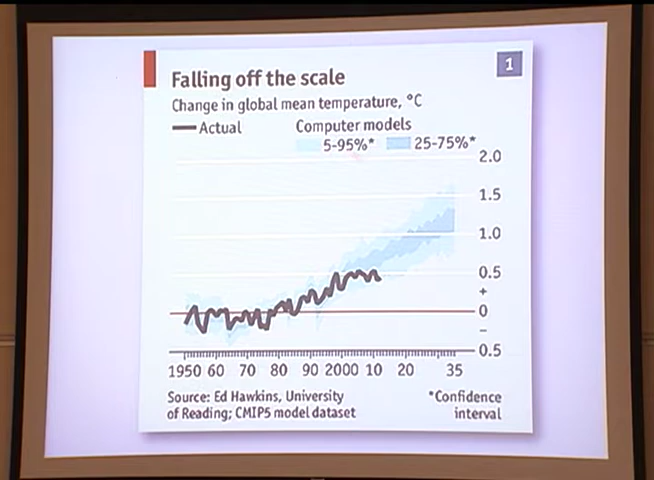 1
Falling off the scale
Change in global mean temperature, °C
Actual
Computer models
5-95%* 25-75%*
2.0
1.5
1.0
0.5
+
0
–
0.5
1950 60 70 80 90 2000 10 20 35
Source: Ed Hawkins, University
of Reading; CMIP5 model dataset
*Confidence
interval